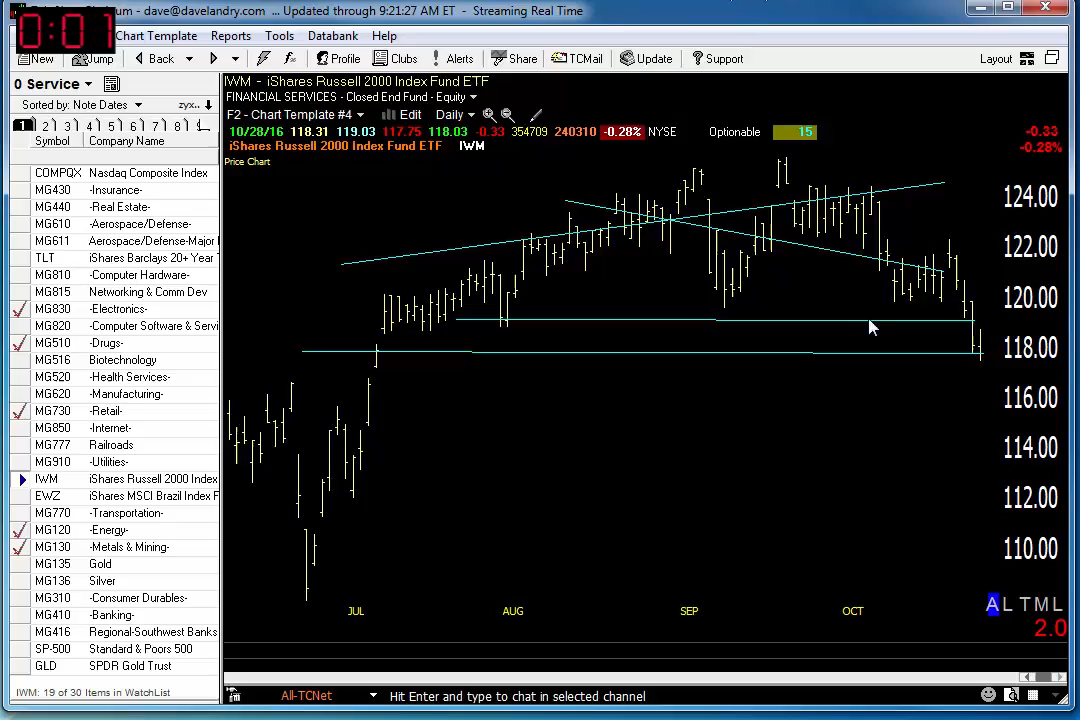 0:01
- dave@davelandry.com ... Updated through 9:21:27 AM ET - Streaming Real Time
Chart Template Reports Tools Databank Help
New Jump Back Profile Clubs Alerts Share TCMail Update Support Layout
0 Service
Sorted by: Note Dates zyx..
1 2 3 4 5 6 7 8
Symbol Company Name
COMPQX Nasdaq Composite Index
MG430 -Insurance-
MG440 -Real Estate-
MG610 -Aerospace/Defense-
MG611 Aerospace/Defense-Major
TLT iShares Barclays 20+ Year
MG810 -Computer Hardware-
MG815 Networking & Comm Dev
MG830 -Electronics-
MG820 -Computer Software & Servi
MG510 -Drugs-
MG516 Biotechnology
MG520 -Health Services-
MG620 -Manufacturing-
MG730 -Retail-
MG850 -Internet-
MG777 Railroads
MG910 -Utilities-
IWM iShares Russell 2000 Index
EWZ iShares MSCI Brazil Index F
MG770 -Transportation-
MG120 -Energy-
MG130 -Metals & Mining-
MG135 Gold
MG136 Silver
MG310 -Consumer Durables-
MG410 -Banking-
MG416 Regional-Southwest Banks
SP-500 Standard & Poors 500
GLD SPDR Gold Trust
IWM: 19 of 30 Items in WatchList
IWM - iShares Russell 2000 Index Fund ETF
FINANCIAL SERVICES - Closed End Fund - Equity
F2 - Chart Template #4 Edit Daily
10/28/16 118.31 119.03 117.75 118.03 -0.33 354709 240310 -0.28% NYSE Optionable 15
-0.33
-0.28%
iShares Russell 2000 Index Fund ETF IWM
Price Chart
124.00
122.00
120.00
118.00
116.00
114.00
112.00
110.00
JUL AUG SEP OCT
A L T M L
2.0
All-TCNet Hit Enter and type to chat in selected channel